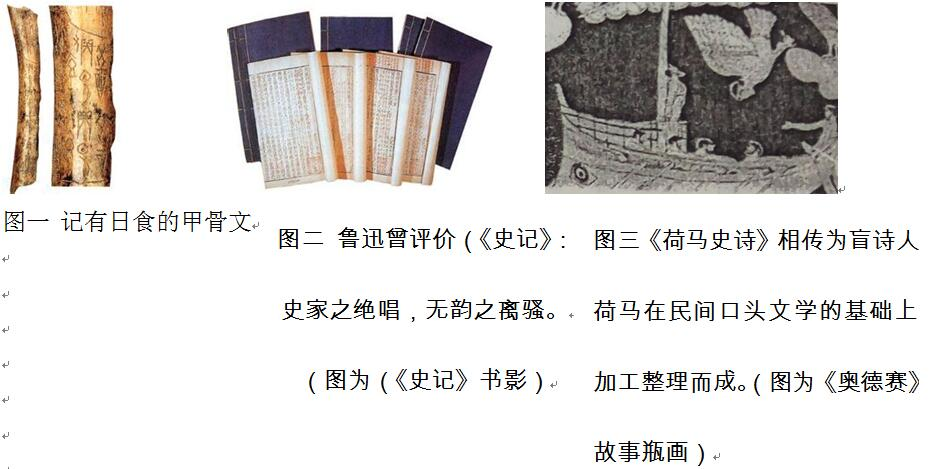 图一 记有日食的甲骨文
图二 鲁迅曾评价（《史记》：
史家之绝唱，无韵之离骚。
（图为（《史记》书影）
图三《荷马史诗》相传为盲诗人
荷马在民间口头文学的基础上
加工整理而成。（图为《奥德赛》
故事瓶画）